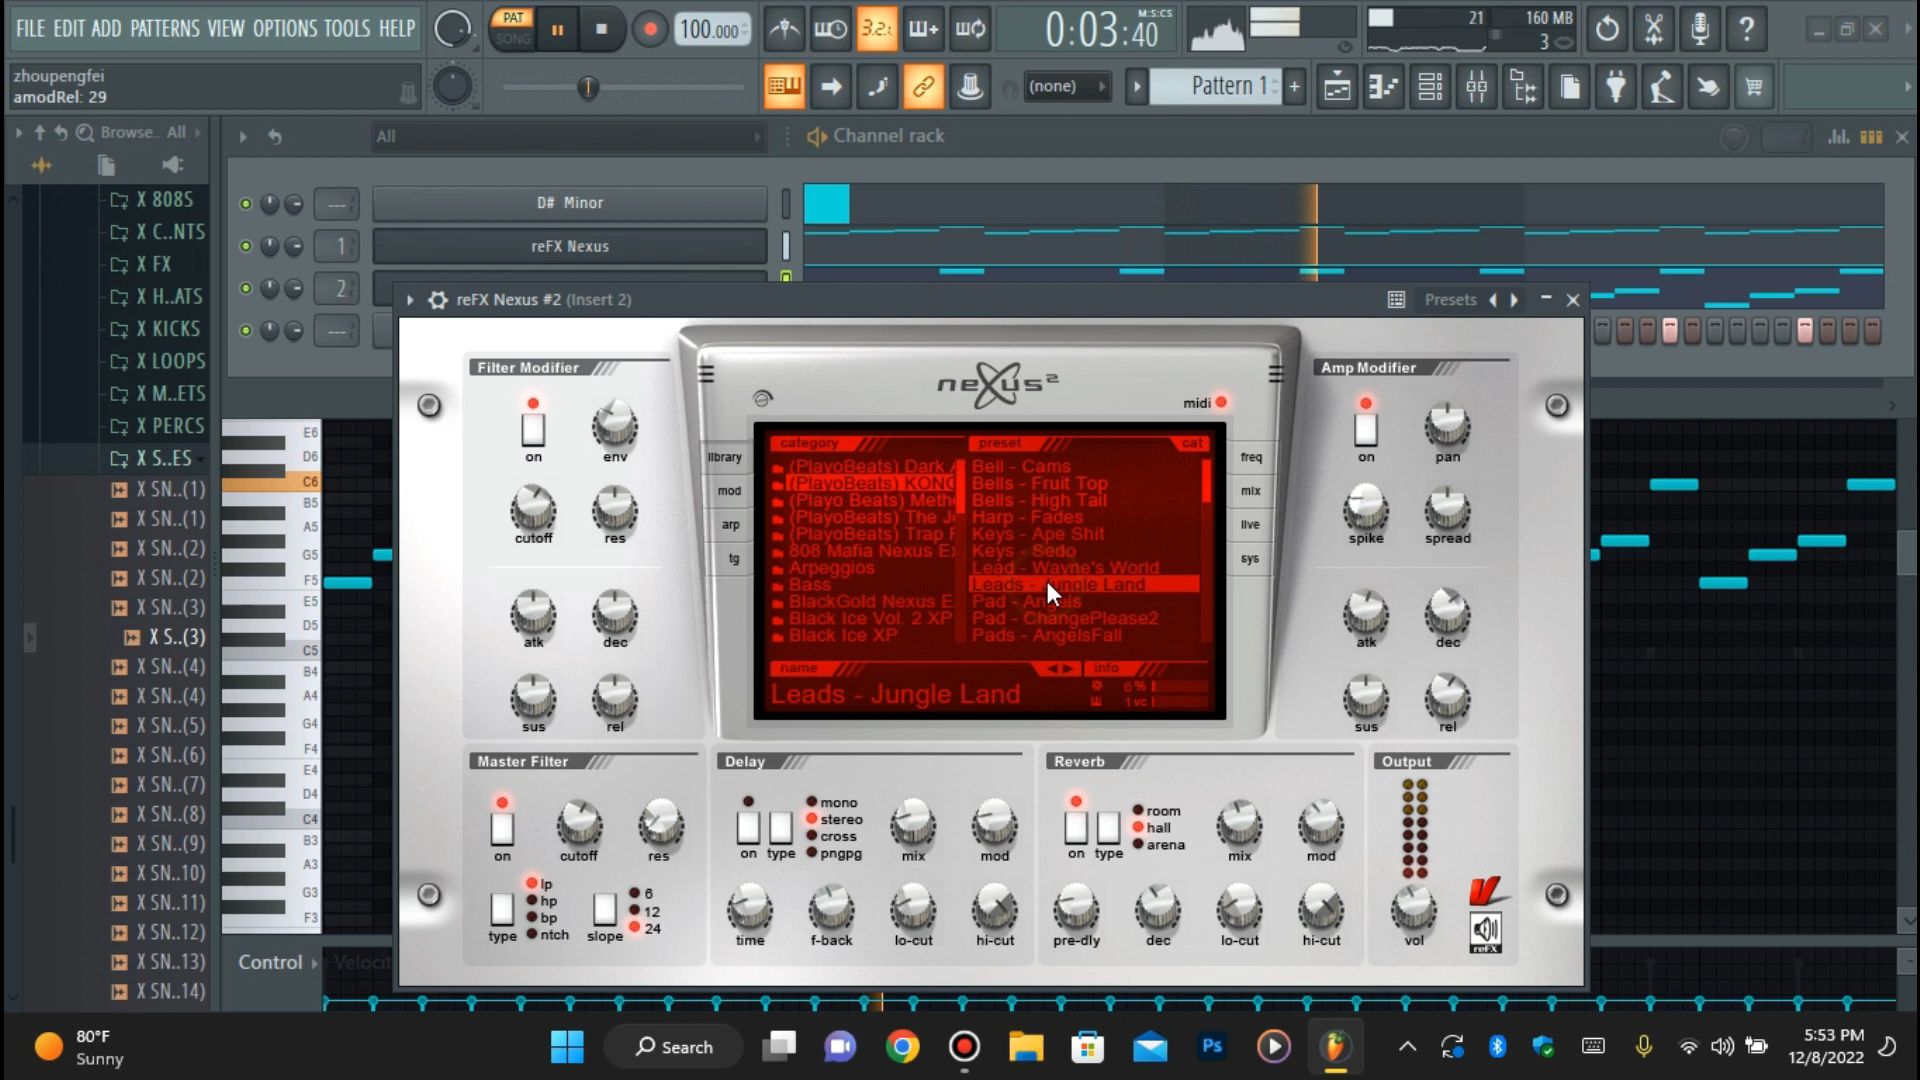 FILE EDIT ADD PATTERNS VIEW OPTIONS TOOLS HELP
PAT
SONG
100.000
3.2.
0:03:40
M:S:CS
21
160 MB
3
zhoupengfei
amodRel: 29
(none)
Pattern 1
+
Browse..
All
All
Channel rack
X 808S
X C..NTS
X FX
X H..ATS
X KICKS
X LOOPS
X M..ETS
X PERCS
X S..ES
X SN..(1)
X SN..(1)
X SN..(2)
X SN..(2)
X SN..(3)
X S..(3)
X SN..(4)
X SN..(4)
X SN..(5)
X SN..(6)
X SN..(7)
X SN..(8)
X SN..(9)
X SN..10)
X SN..11)
X SN..12)
X SN..13)
X SN..14)
---
D# Minor
1
reFX Nexus
2
---
reFX Nexus #2 (Insert 2)
Presets
E6
D6
C6
B5
A5
G5
F5
E5
D5
C5
B4
A4
G4
F4
E4
D4
C4
B3
A3
G3
F3
Control
Velocit
Filter Modifier
on
env
cutoff
res
atk
dec
sus
rel
nexus²
midi
library
mod
arp
tg
category
preset
cat
(PlayoBeats) Dark
Bell - Cams
(PlayoBeats) KONG
Bells - Fruit Top
(Playo Beats) Meth
Bells - High Tail
(PlayoBeats) The
Harp - Fades
(PlayoBeats) Trap
Keys - Ape Shit
808 Mafia Nexus E
Keys - Sedo
Arpeggios
Lead - Wayne's World
Bass
Leads - Jungle Land
BlackGold Nexus E
Pad - Angels
Black Ice Vol. 2 XP
Pad - ChangePlease2
Black Ice XP
Pads - AngelsFall
name
info
Leads - Jungle Land
6 %
1 vc
freq
mix
live
sys
Amp Modifier
on
pan
spike
spread
atk
dec
sus
rel
Master Filter
on
cutoff
res
type
lp
hp
bp
ntch
slope
6
12
24
Delay
on
type
mono
stereo
cross
pngpg
mix
mod
time
f-back
lo-cut
hi-cut
Reverb
on
type
room
hall
arena
mix
mod
pre-dly
dec
lo-cut
hi-cut
Output
vol
reFX
80°F
Sunny
Search
Ps
5:53 PM
12/8/2022